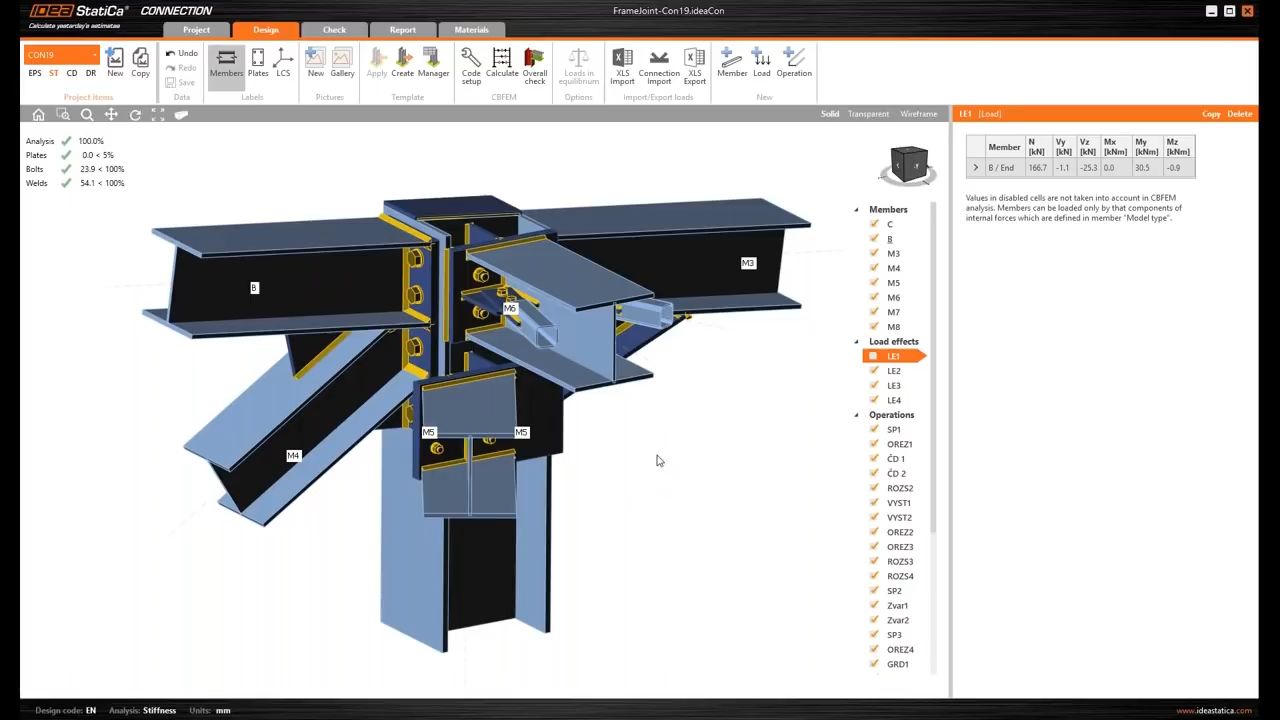 IDEA StatiCa® CONNECTION
Calculate yesterday's estimates
FrameJoint-Con19.ideaCon
Project Design Check Report Materials
CON19
EPS ST CD DR
New Copy
Project Items
Undo
Redo
Save
Data
Members Plates LCS
Labels
New Gallery
Pictures
Apply Create Manager
Template
Code setup Calculate Overall check
CBFEM
Loads in equilibrium
Options
XLS Import Connection Import XLS Export
Import/Export loads
Member Load Operation
New
Solid Transparent Wireframe
LE1 [Load] Copy Delete
Analysis 100.0%
Plates 0.0 < 5%
Bolts 23.9 < 100%
Welds 54.1 < 100%
B
M3
M6
M5
M5
M4
Members
C
B
M3
M4
M5
M6
M7
M8
Load effects
LE1
LE2
LE3
LE4
Operations
SP1
OREZ1
ČD 1
ČD 2
ROZS2
VYST1
VYST2
OREZ2
OREZ3
ROZS3
ROZS4
SP2
Zvar1
Zvar2
SP3
OREZ4
GRD1
Member N [kN] Vy [kN] Vz [kN] Mx [kNm] My [kNm] Mz [kNm]
> B / End 166.7 -1.1 -25.3 0.0 30.5 -0.9
Values in disabled cells are not taken into account in CBFEM
analysis. Members can be loaded only by that components of
internal forces which are defined in member "Model type".
Design code: EN Analysis: Stiffness Units: mm
www.ideastatica.com